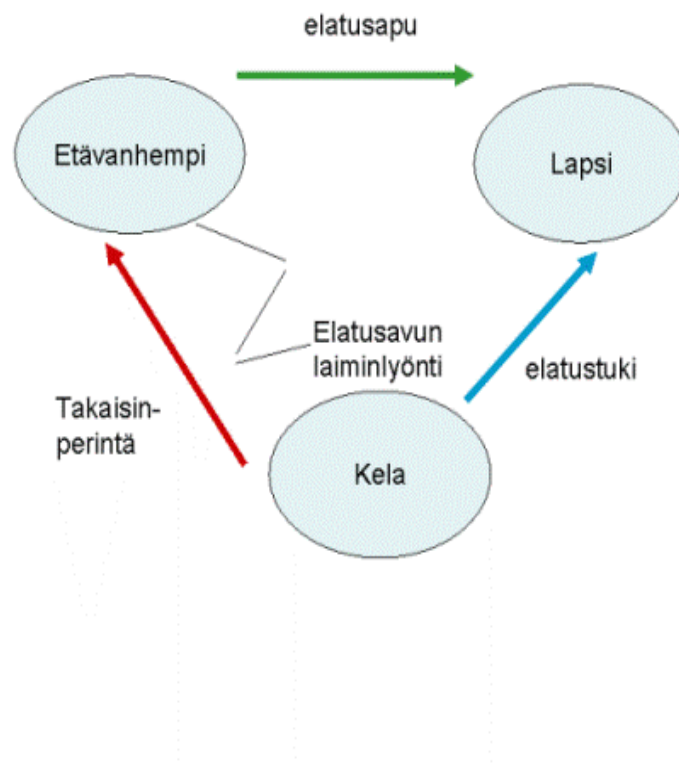 elatusapu
Etävanhempi
Lapsi
Elatusavun
laiminlyönti
elatustuki
Takaisin-
perintä
Kela